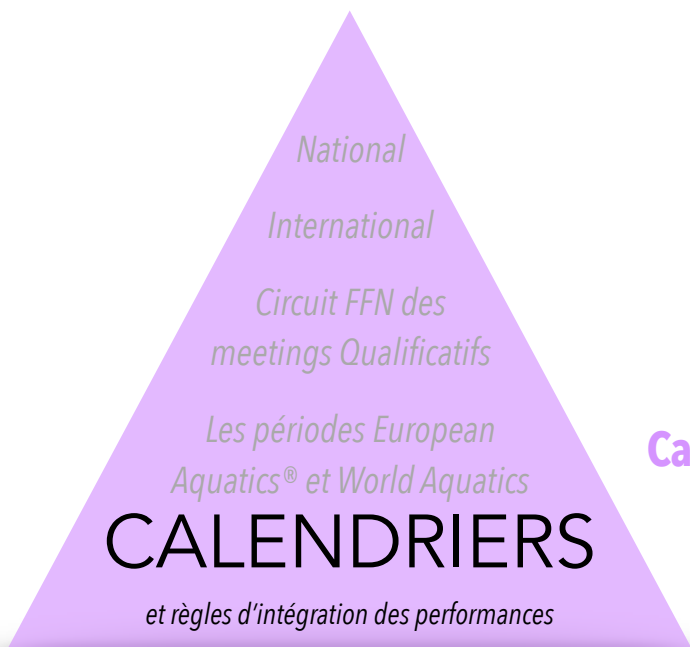 National
International
Circuit FFN des
meetings Qualificatifs
Les périodes European
Aquatics® et World Aquatics
Ca
CALENDRIERS
et règles d'intégration des performances